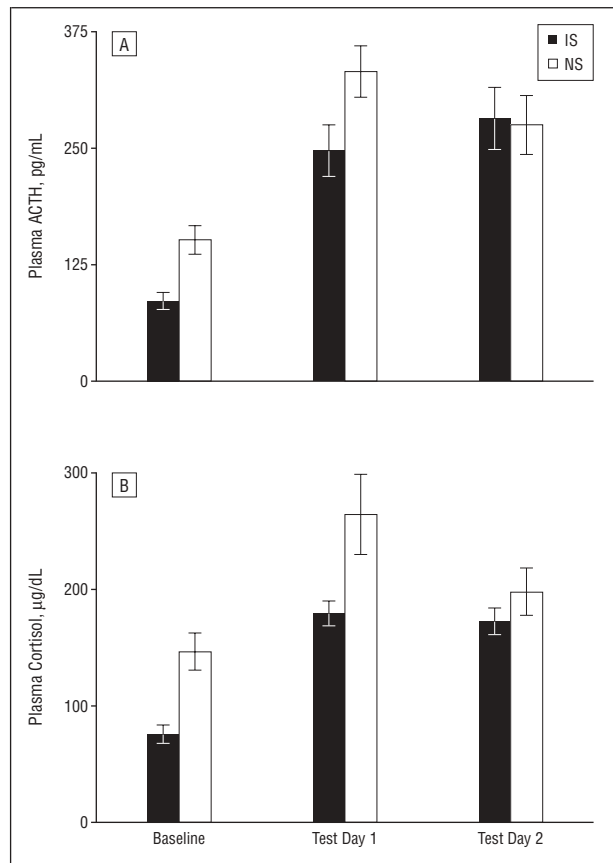 A
IS
NS
Plasma ACTH, pg/mL
375
250
125
0
B
Plasma Cortisol, μg/dL
300
200
100
0
Baseline Test Day 1 Test Day 2